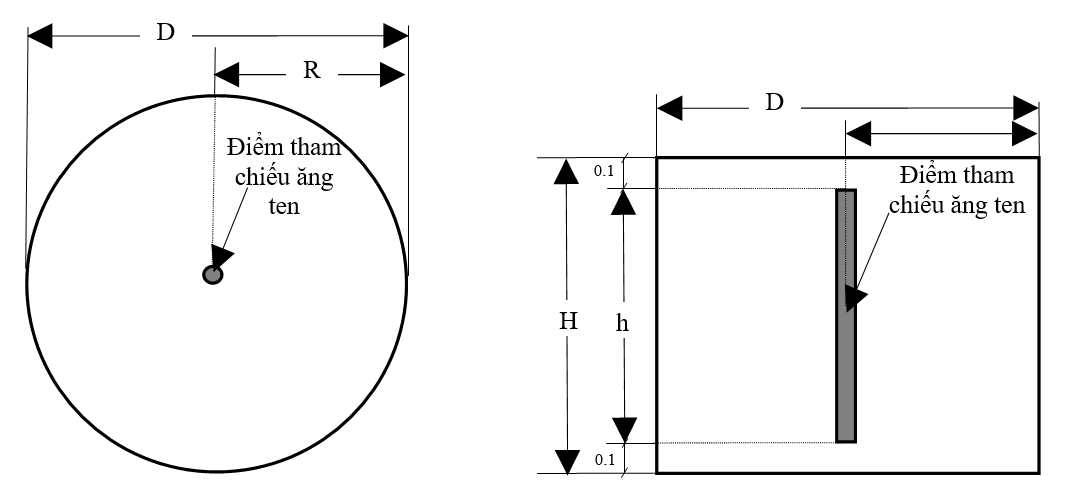 D
R
Điểm tham
chiếu ăng
ten
D
0.1
Điểm tham
chiếu ăng ten
H
h
0.1